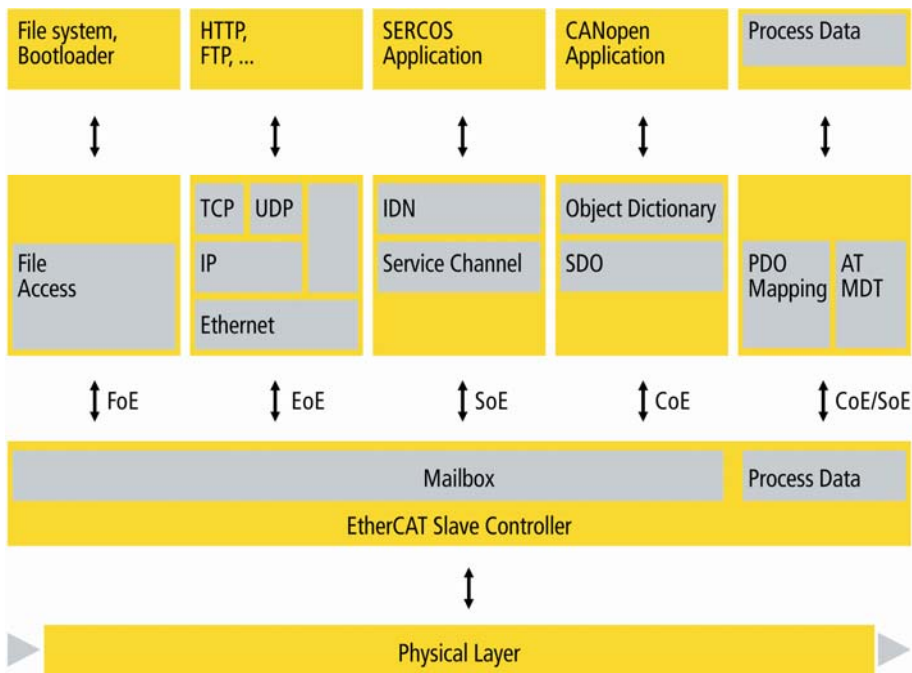 File system,
Bootloader
HTTP,
FTP, ...
SERCOS
Application
CANopen
Application
Process Data
File
Access
TCP
UDP
IP
Ethernet
IDN
Service Channel
Object Dictionary
SDO
PDO
Mapping
AT
MDT
FoE
EoE
SoE
CoE
CoE/SoE
Mailbox
Process Data
EtherCAT Slave Controller
Physical Layer